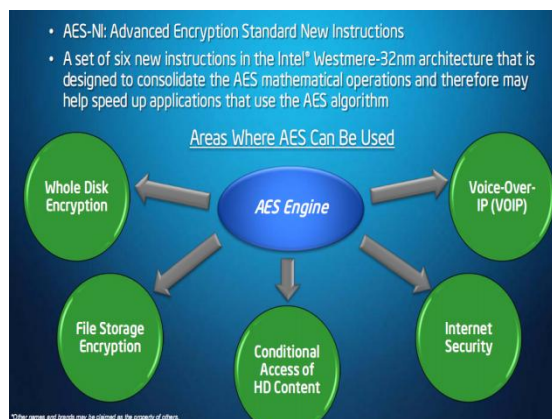 • AES-NI: Advanced Encryption Standard New Instructions
• A set of six new instructions in the Intel® Westmere-32nm architecture that is
designed to consolidate the AES mathematical operations and therefore may
help speed up applications that use the AES algorithm
Areas Where AES Can Be Used
Whole Disk
Encryption
AES Engine
Voice-Over-
IP (VOIP)
File Storage
Encryption
Conditional
Access of
HD Content
Internet
Security
*Other names and brands may be claimed as the property of others.